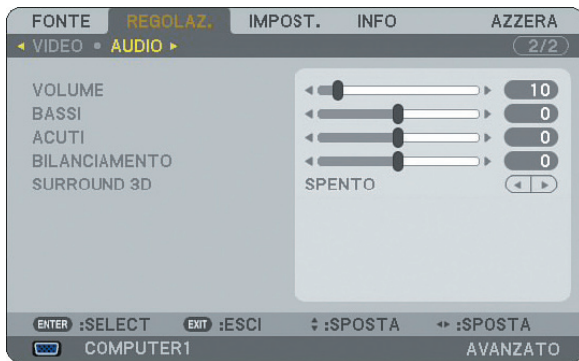 FONTE REGOLAZ. IMPOST. INFO AZZERA
VIDEO • AUDIO 2/2
VOLUME 10
BASSI 0
ACUTI 0
BILANCIAMENTO 0
SURROUND 3D SPENTO
ENTER :SELECT EXIT :ESCI :SPOSTA :SPOSTA
COMPUTER1 AVANZATO